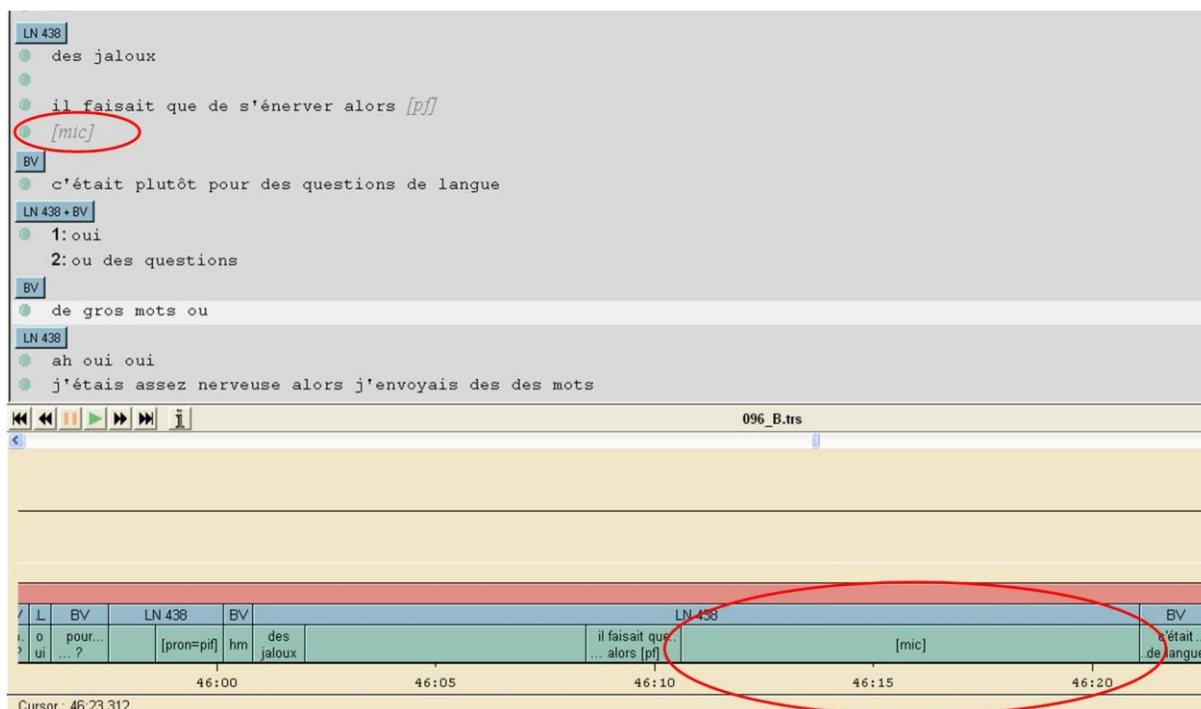 LN 438
des jaloux
il faisait que de s'énerver alors [pf]
[mic]
BV
c'était plutôt pour des questions de langue
LN 438 + BV
1: oui
2: ou des questions
BV
de gros mots ou
LN 438
ah oui oui
j'étais assez nerveuse alors j'envoyais des des mots
096_B.trs
L BV LN 438 BV LN 438 BV
o
ui
pour...
... ?
[pron=pif]
hm
des
jaloux
il faisait que..
... alors [pf]
[mic]
c'était..
..de langue
46:00 46:05 46:10 46:15 46:20
Cursor : 46:23.312